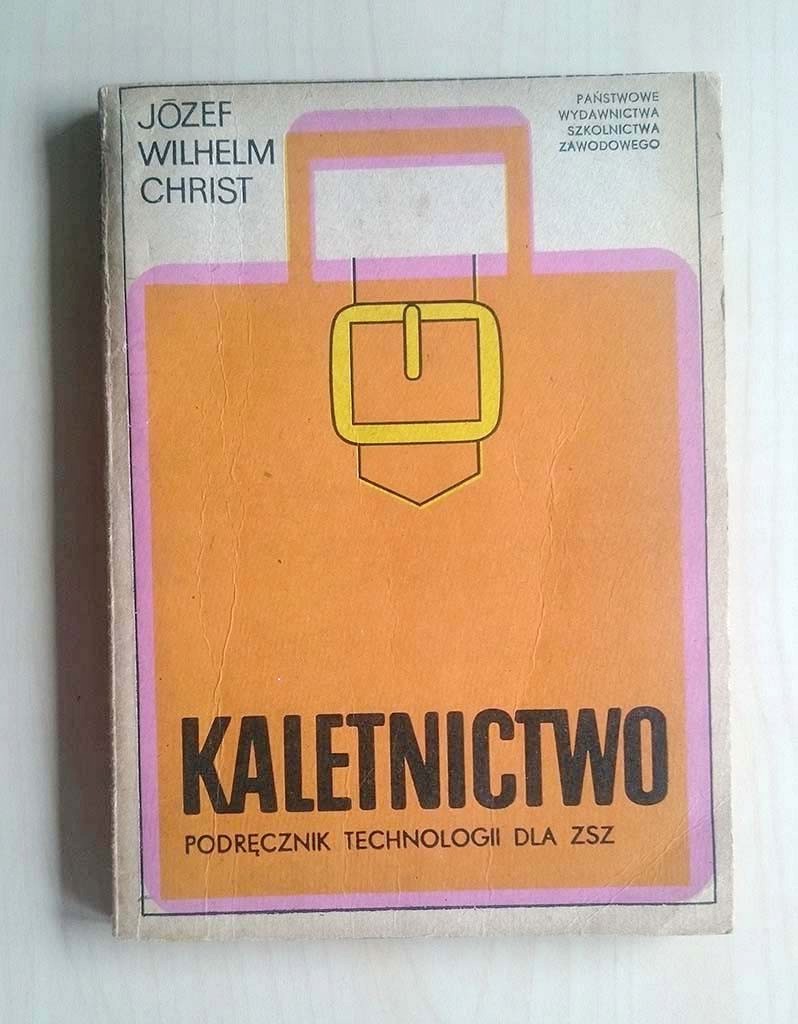 JÓZEF
WILHELM
CHRIST
PAŃSTWOWE
WYDAWNICTWA
SZKOLNICTWA
ZAWODOWEGO
KALETNICTWO
PODRĘCZNIK TECHNOLOGII DLA ZSZ